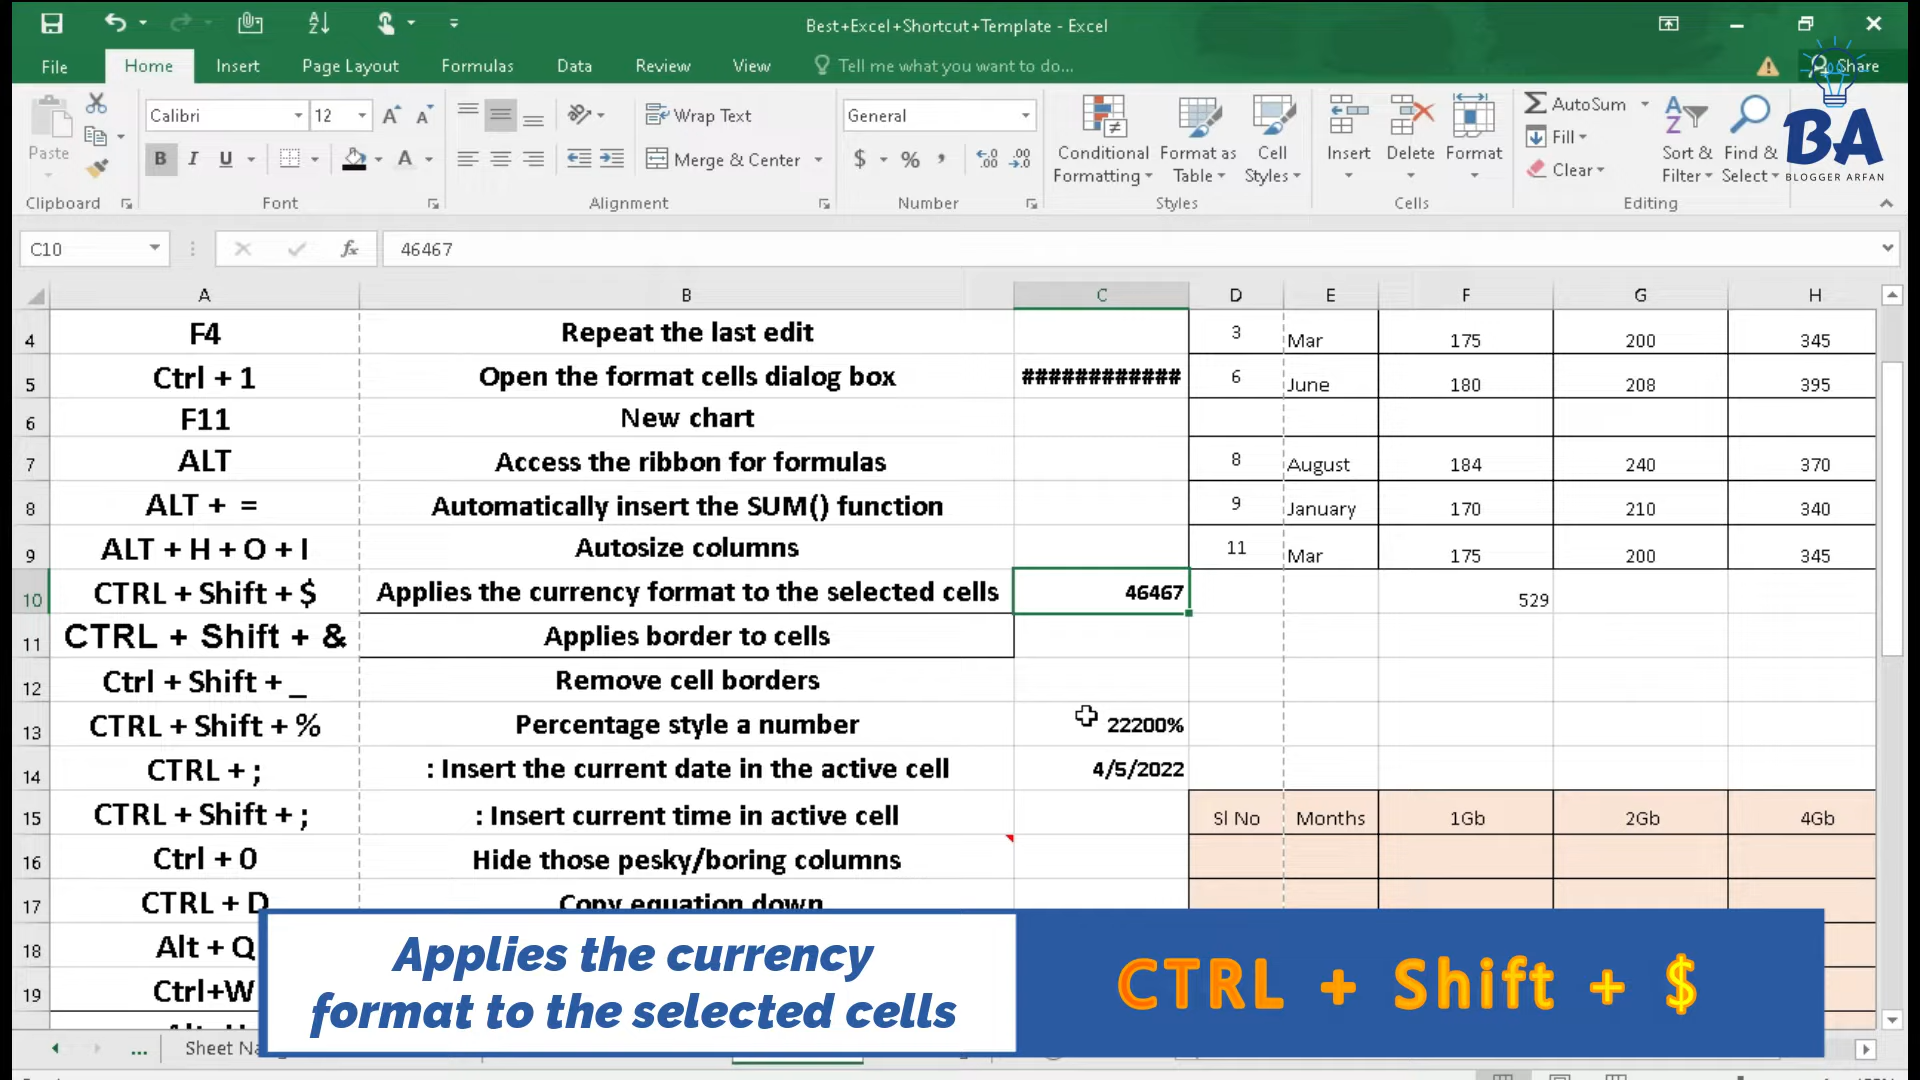 Best+Excel+Shortcut+Template - Excel
File Home Insert Page Layout Formulas Data Review View Tell me what you want to do... Share
Paste
Clipboard
Calibri 12
B I U A
Font
Wrap Text
Merge & Center
Alignment
General
$ % ,
Number
Conditional Formatting
Format as Table
Cell Styles
Styles
Insert Delete Format
Cells
AutoSum
Fill
Clear
Sort & Filter
Find & Select
Editing
BA
BLOGGER ARFAN
C10 fx 46467
A B C D E F G H
4 F4 Repeat the last edit 3 Mar 175 200 345
5 Ctrl + 1 Open the format cells dialog box ############ 6 June 180 208 395
6 F11 New chart
7 ALT Access the ribbon for formulas 8 August 184 240 370
8 ALT + = Automatically insert the SUM() function 9 January 170 210 340
9 ALT + H + O + I Autosize columns 11 Mar 175 200 345
10 CTRL + Shift + $ Applies the currency format to the selected cells 46467 529
11 CTRL + Shift + & Applies border to cells
12 Ctrl + Shift + _ Remove cell borders
13 CTRL + Shift + % Percentage style a number 22200%
14 CTRL + ; : Insert the current date in the active cell 4/5/2022
15 CTRL + Shift + ; : Insert current time in active cell Sl No Months 1Gb 2Gb 4Gb
16 Ctrl + 0 Hide those pesky/boring columns
17 CTRL + D Copy equation down
18 Alt + Q
19 Ctrl+W
Applies the currency
format to the selected cells
CTRL + Shift + $
... Sheet